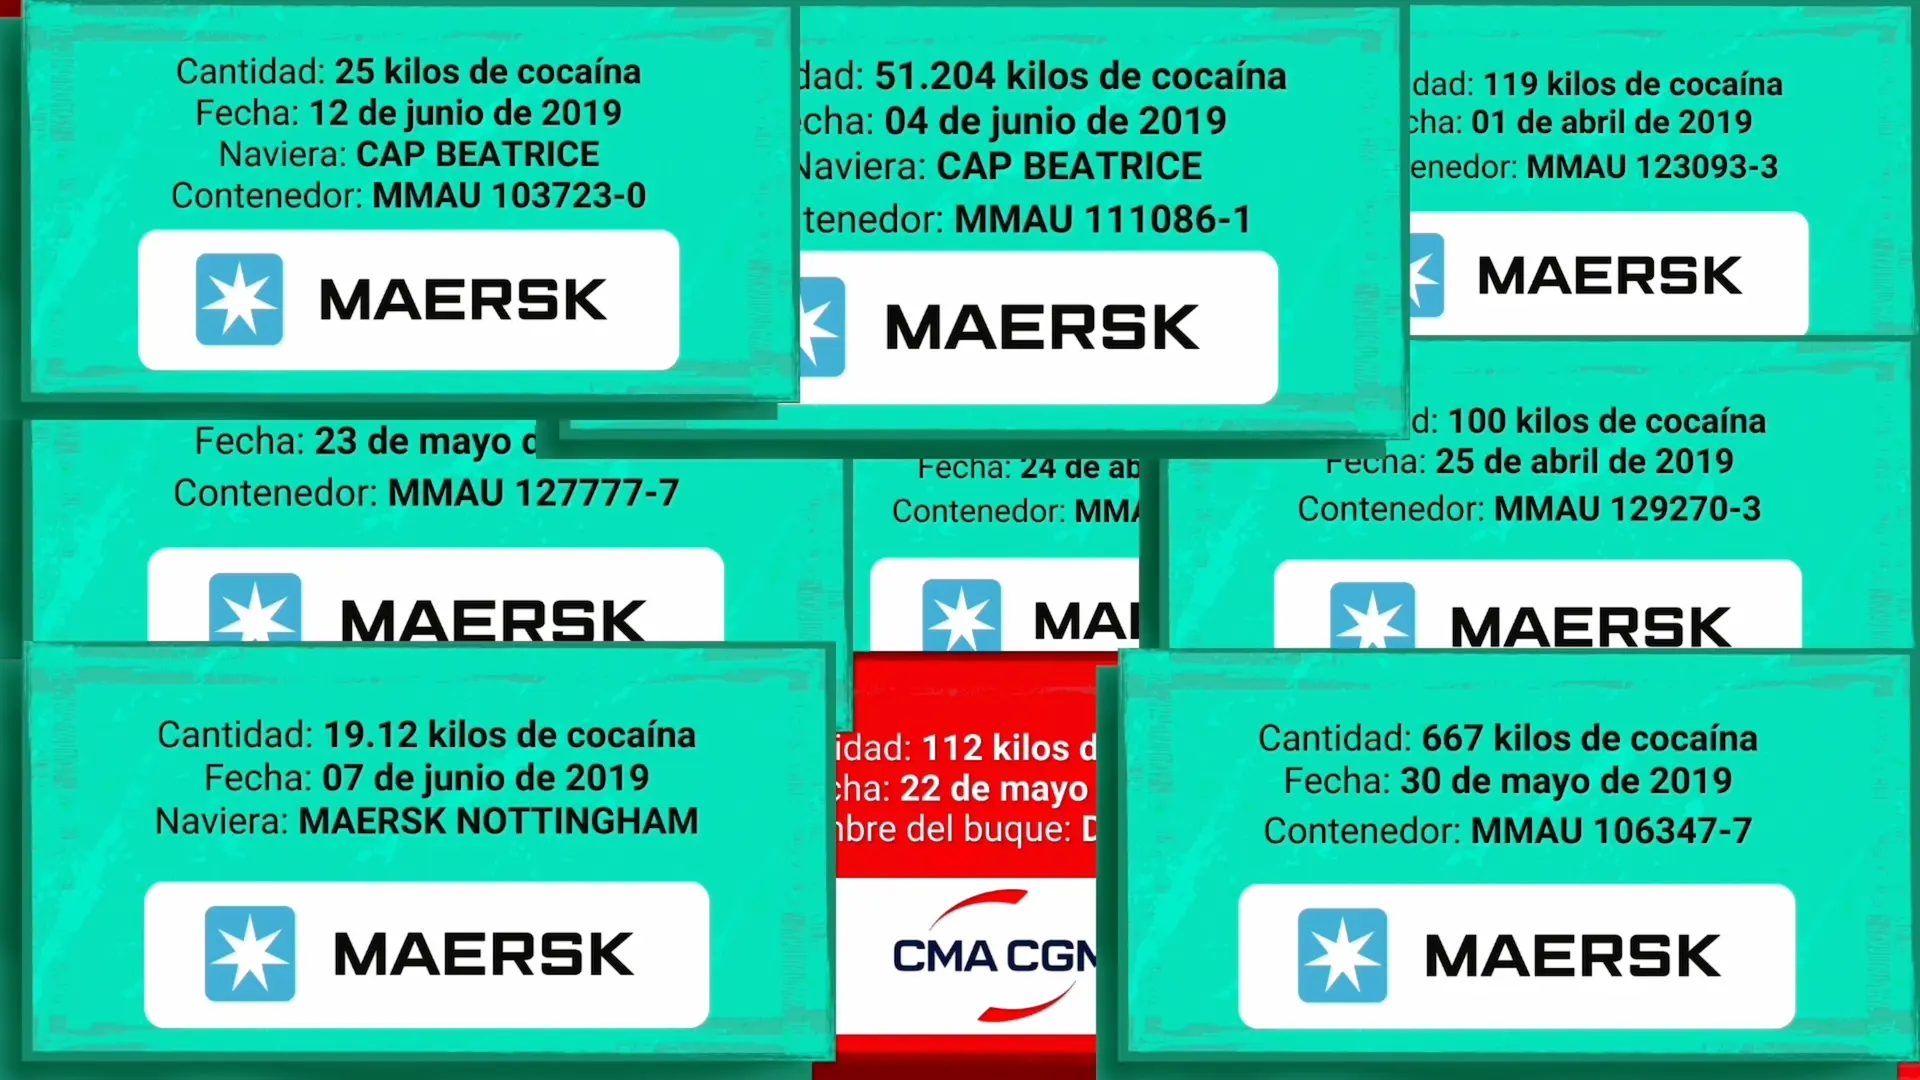 Cantidad: 25 kilos de cocaína
Fecha: 12 de junio de 2019
Naviera: CAP BEATRICE
Contenedor: MMAU 103723-0
MAERSK
dad: 51.204 kilos de cocaína
cha: 04 de junio de 2019
Naviera: CAP BEATRICE
tenedor: MMAU 111086-1
MAERSK
dad: 119 kilos de cocaína
cha: 01 de abril de 2019
enedor: MMAU 123093-3
MAERSK
Fecha: 23 de mayo d
Contenedor: MMAU 127777-7
MAERSK
Fecha: 24 de ab
Contenedor: MMA
MAE
d: 100 kilos de cocaína
Fecha: 25 de abril de 2019
Contenedor: MMAU 129270-3
MAERSK
Cantidad: 19.12 kilos de cocaína
Fecha: 07 de junio de 2019
Naviera: MAERSK NOTTINGHAM
MAERSK
idad: 112 kilos d
cha: 22 de mayo
mbre del buque:
CMA CGM
Cantidad: 667 kilos de cocaína
Fecha: 30 de mayo de 2019
Contenedor: MMAU 106347-7
MAERSK